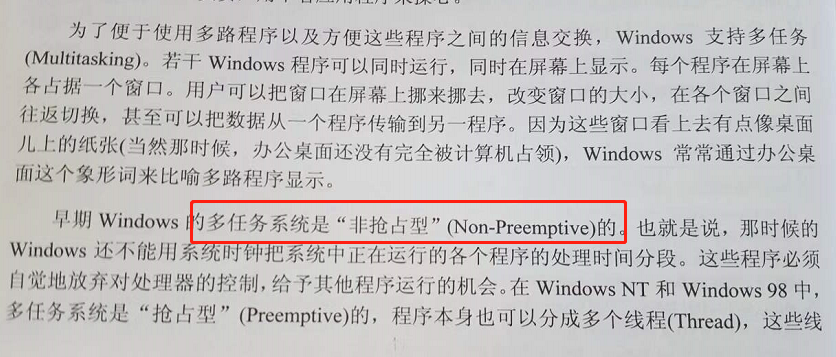 为了便于使用多路程序以及方便这些程序之间的信息交换，Windows 支持多任务
(Multitasking)。若干 Windows 程序可以同时运行，同时在屏幕上显示。每个程序在屏幕上
各占据一个窗口。用户可以把窗口在屏幕上挪来挪去，改变窗口的大小，在各个窗口之间
往返切换，甚至可以把数据从一个程序传输到另一程序。因为这些窗口看上去有点像桌面
儿上的纸张(当然那时候，办公桌面还没有完全被计算机占领)，Windows 常常通过办公桌
面这个象形词来比喻多路程序显示。
早期 Windows 的多任务系统是“非抢占型”(Non-Preemptive)的。也就是说，那时候的
Windows 还不能用系统时钟把系统中正在运行的各个程序的处理时间分段。这些程序必须
自觉地放弃对处理器的控制，给予其他程序运行的机会。在 Windows NT 和 Windows 98 中，
多任务系统是“抢占型”(Preemptive)的，程序本身也可以分成多个线程(Thread)，这些线